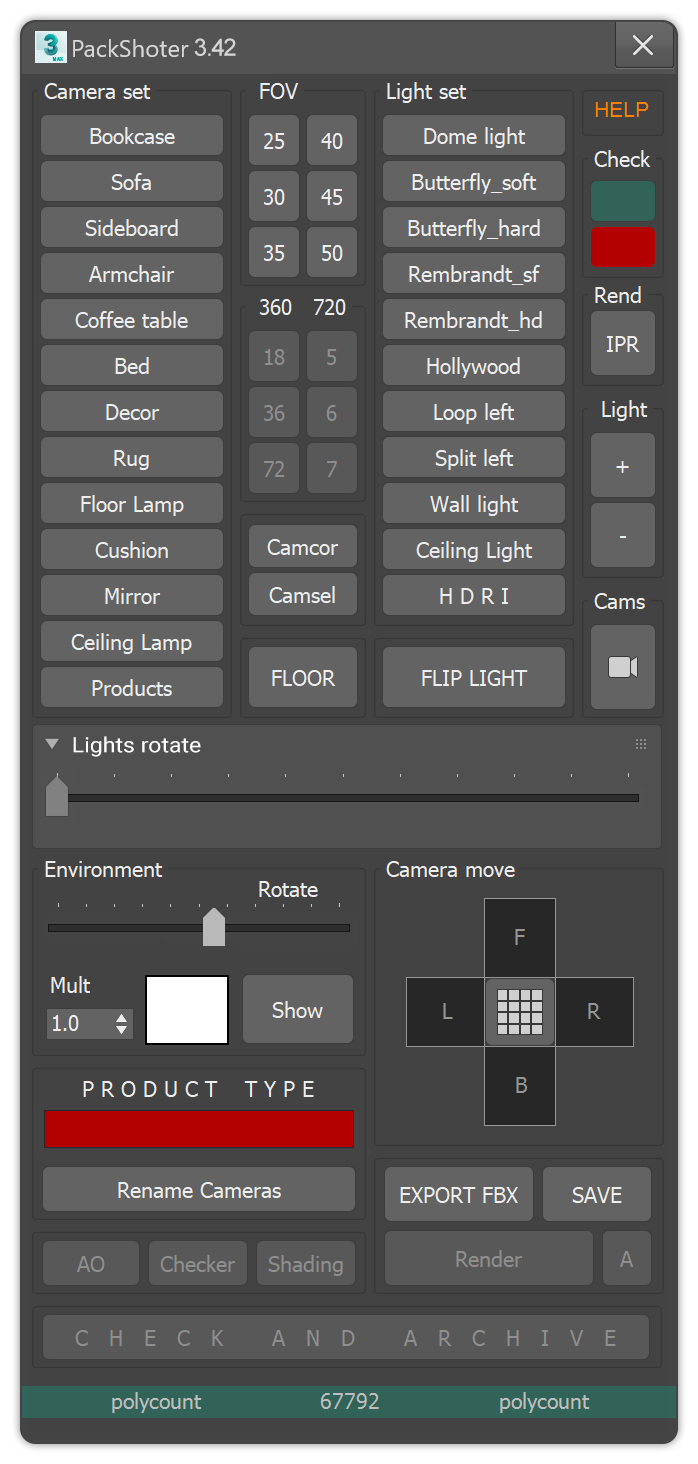 3 MAX PackShoter 3.42
Camera set
Bookcase
Sofa
Sideboard
Armchair
Coffee table
Bed
Decor
Rug
Floor Lamp
Cushion
Mirror
Ceiling Lamp
Products
FOV
25 40
30 45
35 50
360 720
18 5
36 6
72 7
Camcor
Camsel
FLOOR
Light set
Dome light
Butterfly_soft
Butterfly_hard
Rembrandt_sf
Rembrandt_hd
Hollywood
Loop left
Split left
Wall light
Ceiling Light
H D R I
FLIP LIGHT
HELP
Check
Rend
IPR
Light
+
-
Cams
Lights rotate
Environment
Rotate
Mult
1.0
Show
Camera move
F
L R
B
PRODUCT TYPE
Rename Cameras
EXPORT FBX SAVE
Render A
AO Checker Shading
CHECK AND ARCHIVE
polycount 67792 polycount